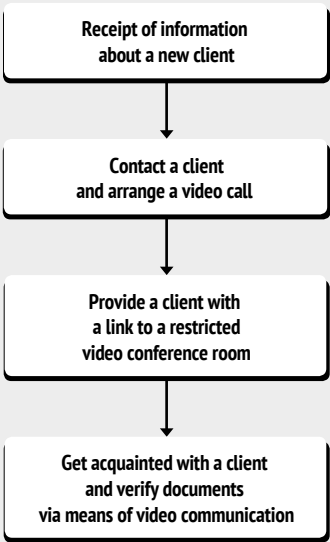 Receipt of information
about a new client
Contact a client
and arrange a video call
Provide a client with
a link to a restricted
video conference room
Get acquainted with a client
and verify documents
via means of video communication